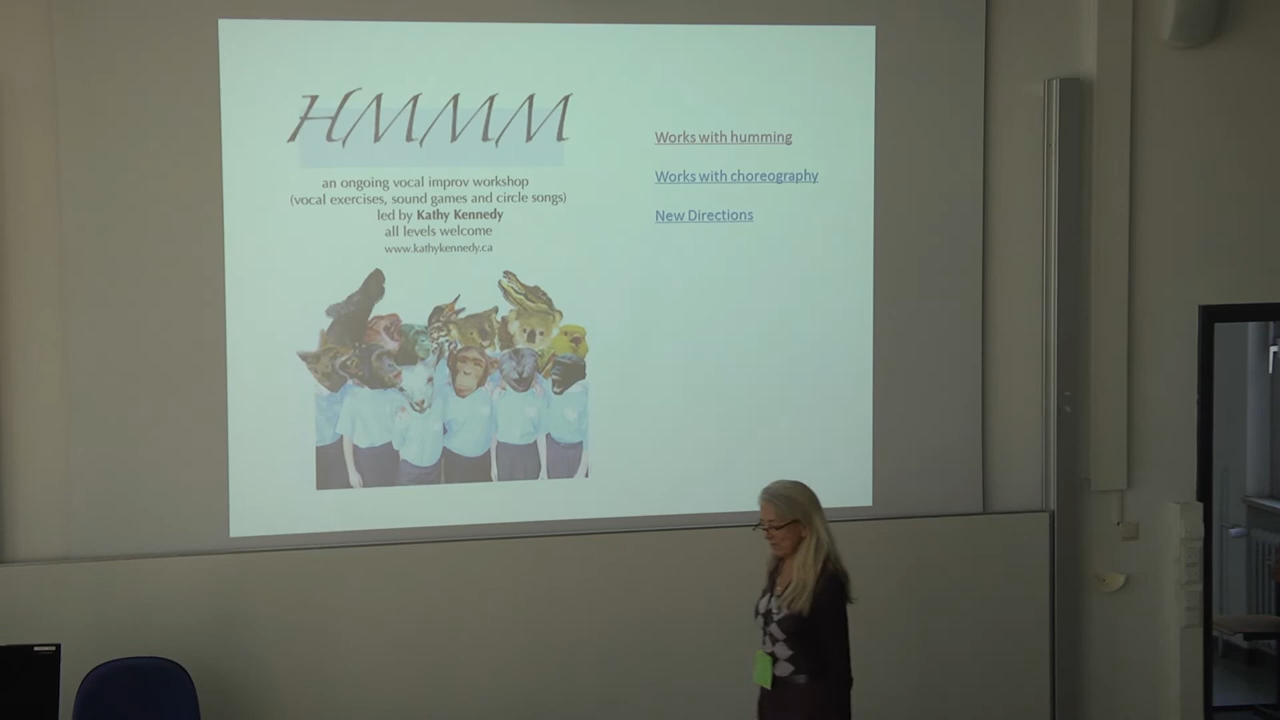 HMMM
an ongoing vocal improv workshop
(vocal exercises, sound games and circle songs)
led by Kathy Kennedy
all levels welcome
www.kathykennedy.ca
Works with humming
Works with choreography
New Directions